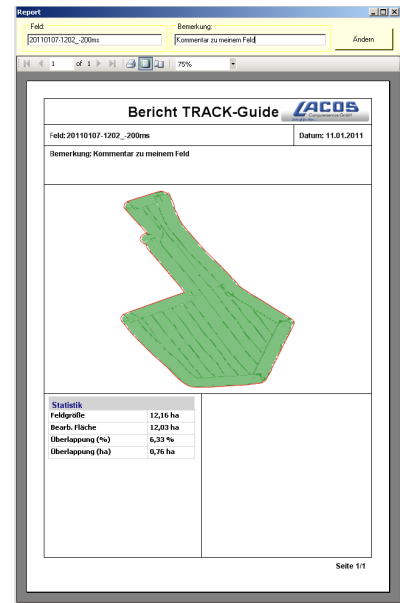 Report
Feld:
Bemerkung:
20110107-1202_-200ms
Kommentar zu meinem Feld
Ändern
1 of 1
75%
Bericht TRACK-Guide
LACOS
Computerservice GmbH
Feld: 20110107-1202_-200ms
Datum: 11.01.2011
Bemerkung: Kommentar zu meinem Feld
Statistik
Feldgröße 12,16 ha
Bearb. Fläche 12,03 ha
Überlappung (%) 6,33 %
Überlappung (ha) 0,76 ha
Seite 1/1